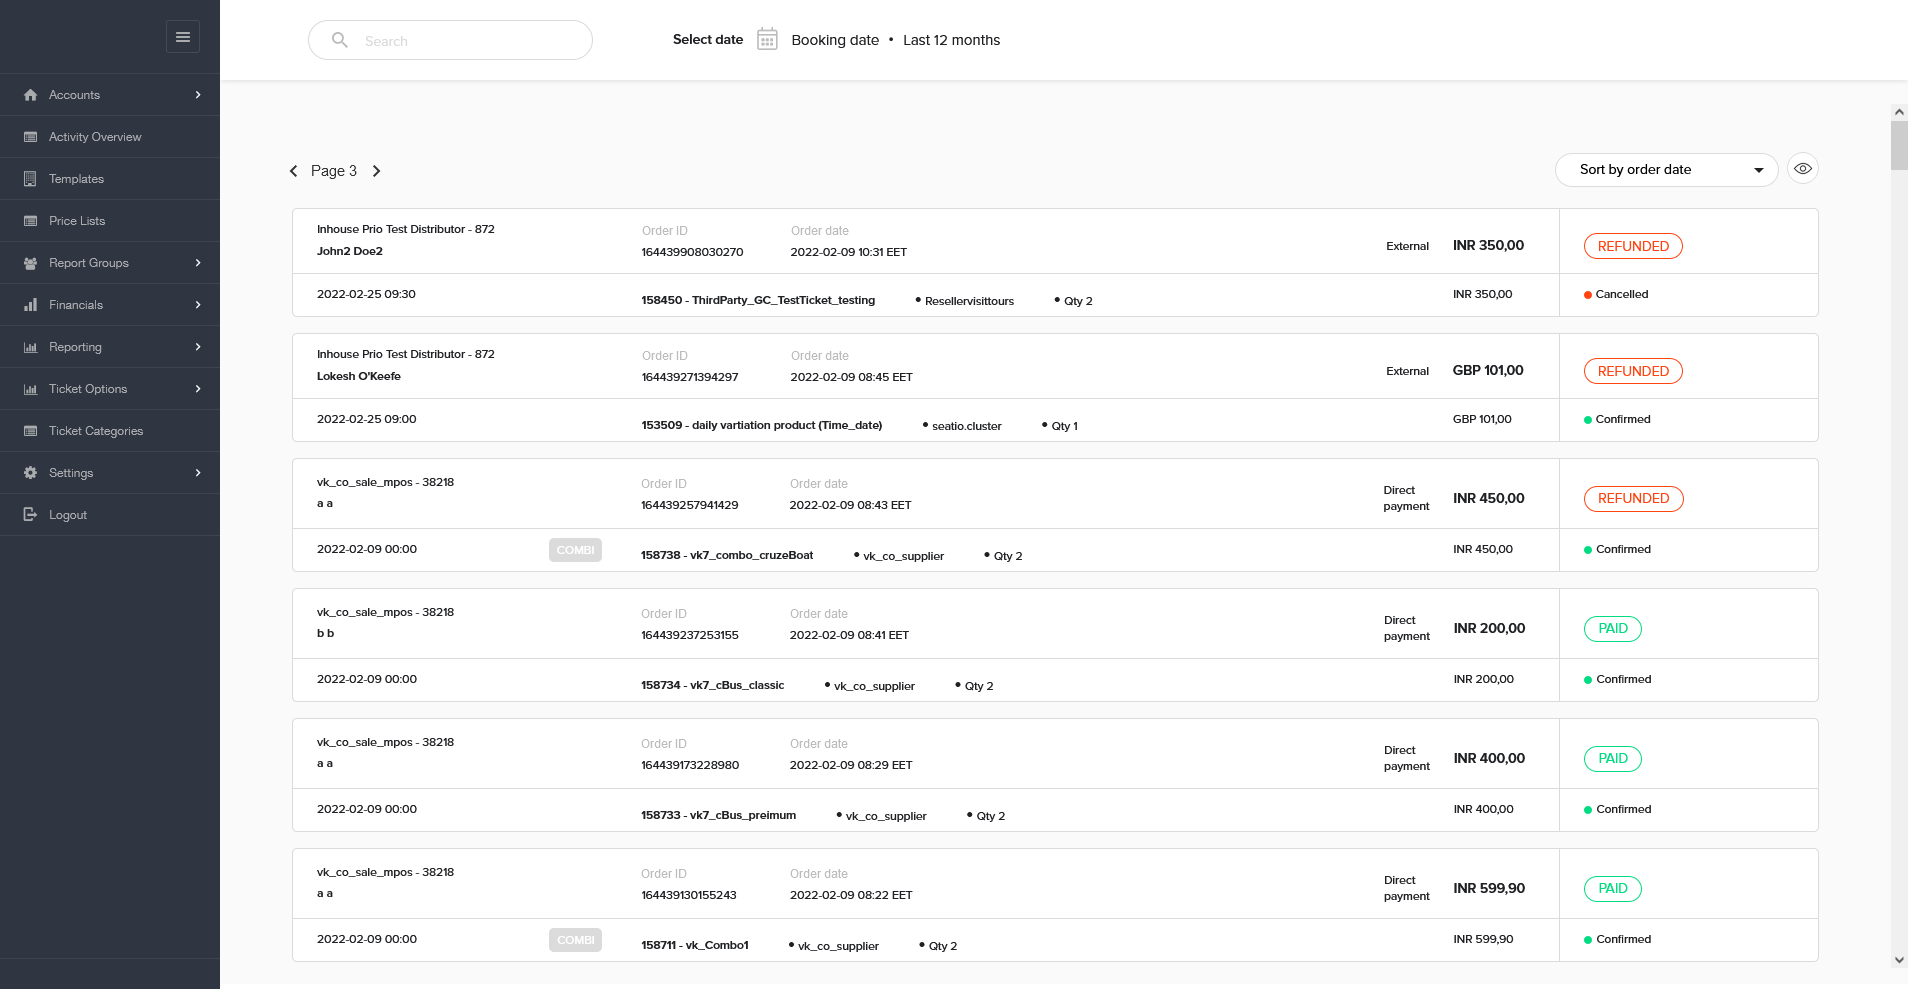 Search
Select date Booking date • Last 12 months
Accounts
Activity Overview
Templates
Price Lists
Report Groups
Financials
Reporting
Ticket Options
Ticket Categories
Settings
Logout
Page 3
Sort by order date
Inhouse Prio Test Distributor - 872 Order ID Order date
John2 Doe2 164439908030270 2022-02-09 10:31 EET External INR 350,00 REFUNDED
2022-02-25 09:30 158450 - ThirdParty_GC_TestTicket_testing • Resellervisittours • Qty 2 INR 350,00 Cancelled
Inhouse Prio Test Distributor - 872 Order ID Order date
Lokesh O'Keefe 164439271394297 2022-02-09 08:45 EET External GBP 101,00 REFUNDED
2022-02-25 09:00 153509 - daily vartiation product (Time_date) • seatio.cluster • Qty 1 GBP 101,00 Confirmed
vk_co_sale_mpos - 38218 Order ID Order date
a a 164439257941429 2022-02-09 08:43 EET Direct payment INR 450,00 REFUNDED
2022-02-09 00:00 COMBI 158738 - vk7_combo_cruzeBoat • vk_co_supplier • Qty 2 INR 450,00 Confirmed
vk_co_sale_mpos - 38218 Order ID Order date
b b 164439237253155 2022-02-09 08:41 EET Direct payment INR 200,00 PAID
2022-02-09 00:00 158734 - vk7_cBus_classic • vk_co_supplier • Qty 2 INR 200,00 Confirmed
vk_co_sale_mpos - 38218 Order ID Order date
a a 164439173228980 2022-02-09 08:29 EET Direct payment INR 400,00 PAID
2022-02-09 00:00 158733 - vk7_cBus_preimum • vk_co_supplier • Qty 2 INR 400,00 Confirmed
vk_co_sale_mpos - 38218 Order ID Order date
a a 164439130155243 2022-02-09 08:22 EET Direct payment INR 599,90 PAID
2022-02-09 00:00 COMBI 158711 - vk_Combo1 • vk_co_supplier • Qty 2 INR 599,90 Confirmed